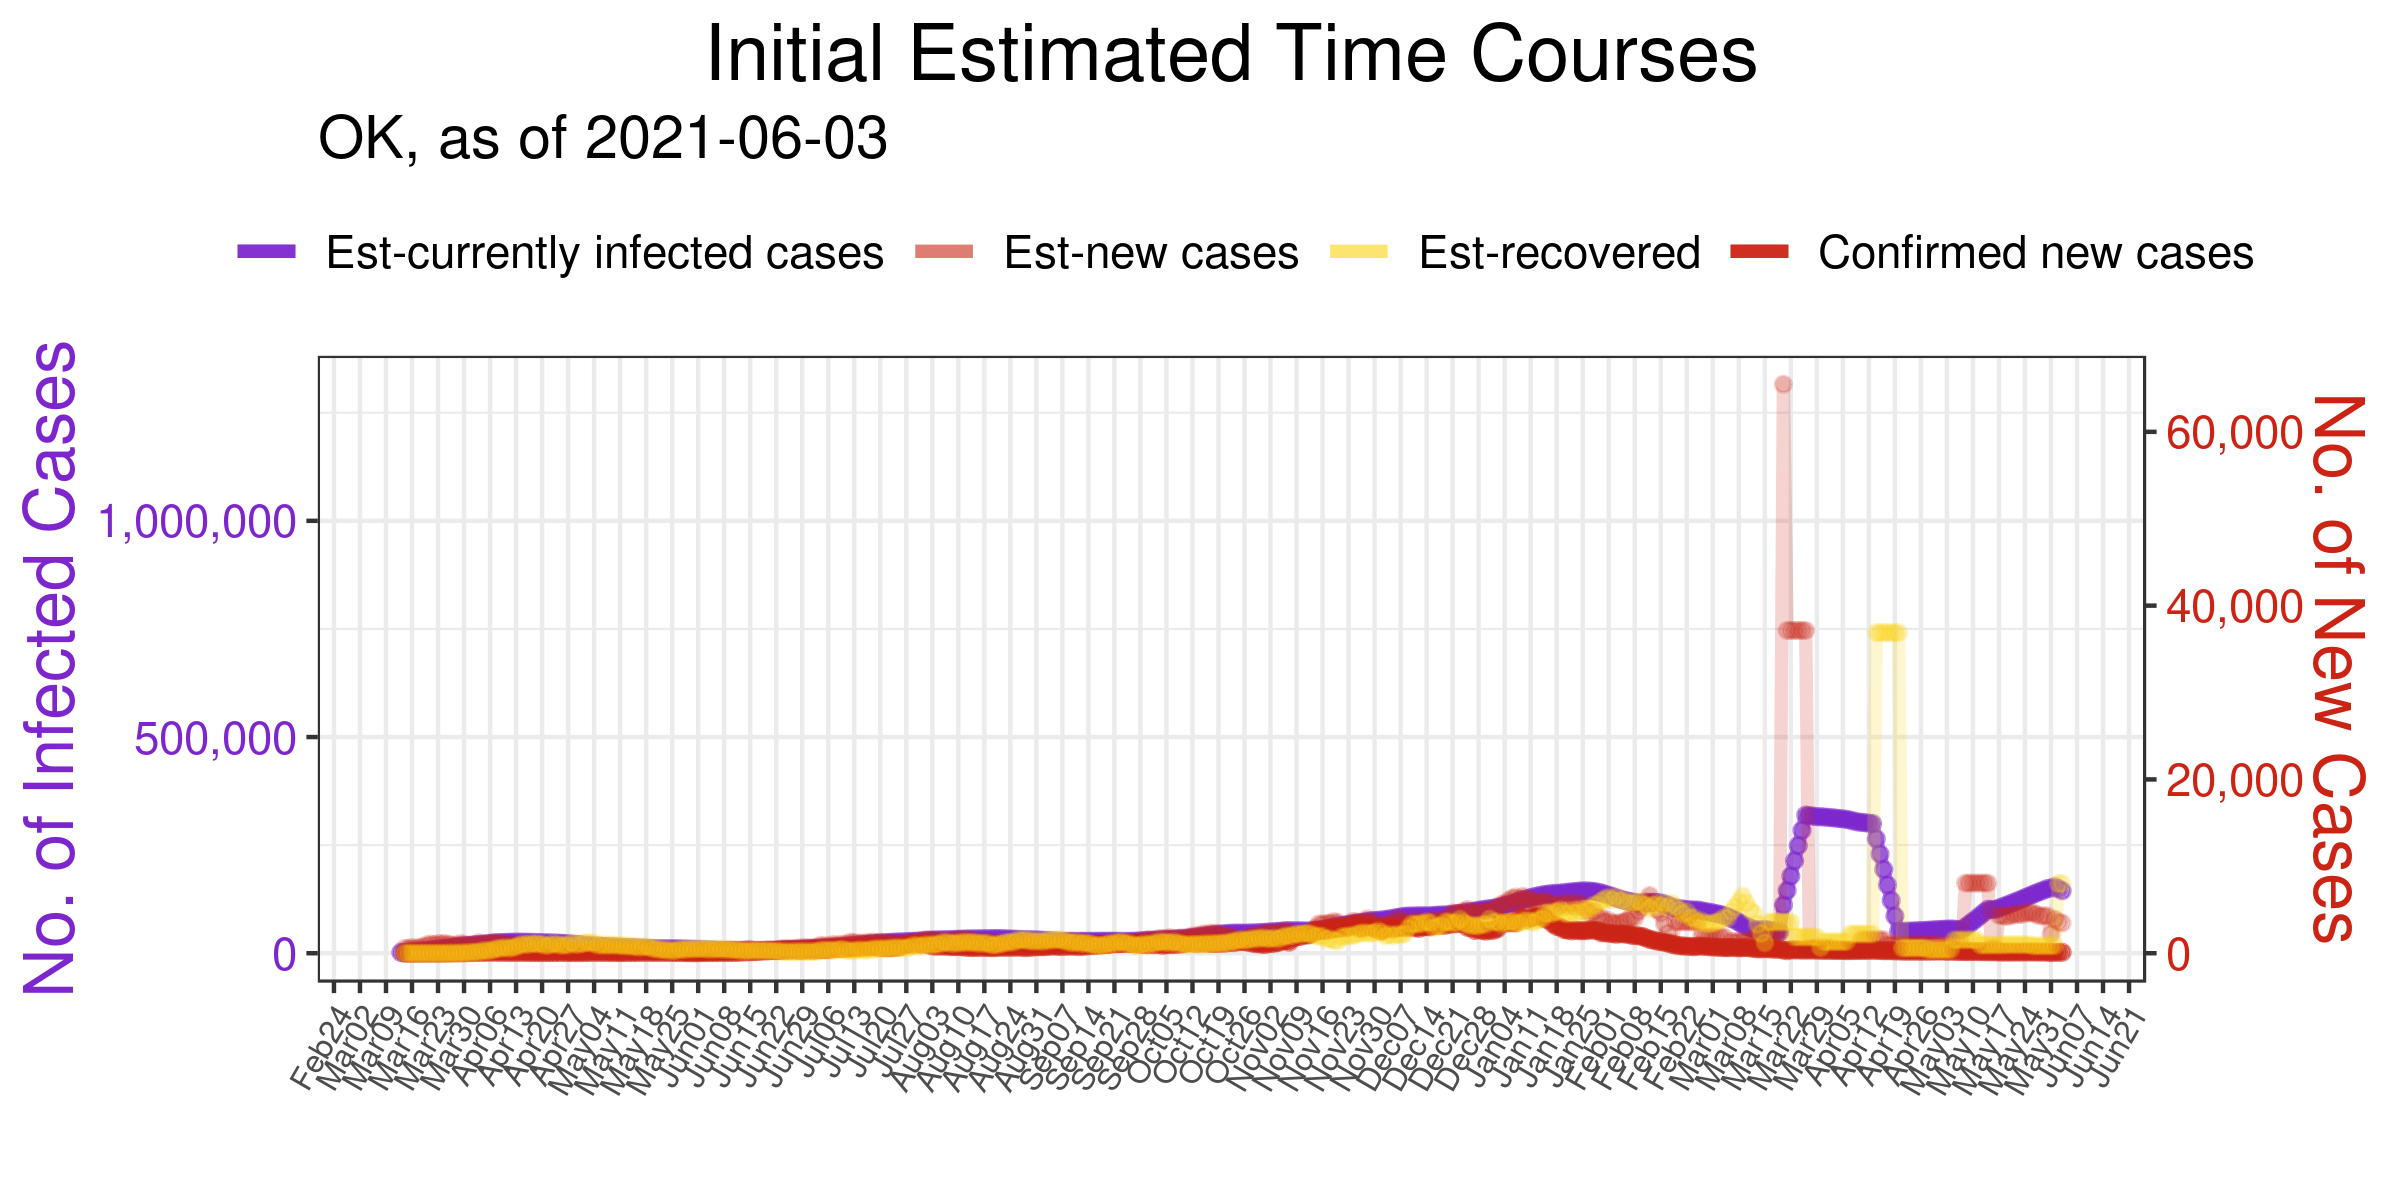 Initial Estimated Time Courses
OK, as of 2021-06-03
Est-currently infected cases
Est-new cases
Est-recovered
Confirmed new cases
No. of Infected Cases
1,000,000
500,000
0
60,000
40,000
20,000
0
No. of New Cases
Feb24
Mar02
Mar09
Mar16
Mar23
Mar30
Apr06
Apr13
Apr20
Apr27
May04
May11
May18
May25
Jun01
Jun08
Jun15
Jun22
Jun29
Jul06
Jul13
Jul20
Jul27
Aug03
Aug10
Aug17
Aug24
Aug31
Sep07
Sep14
Sep21
Sep28
Oct05
Oct12
Oct19
Oct26
Nov02
Nov09
Nov16
Nov23
Nov30
Dec07
Dec14
Dec21
Dec28
Jan04
Jan11
Jan18
Jan25
Feb01
Feb08
Feb15
Feb22
Mar01
Mar08
Mar15
Mar22
Mar29
Apr05
Apr12
Apr19
Apr26
May03
May10
May17
May24
May31
Jun07
Jun14
Jun21